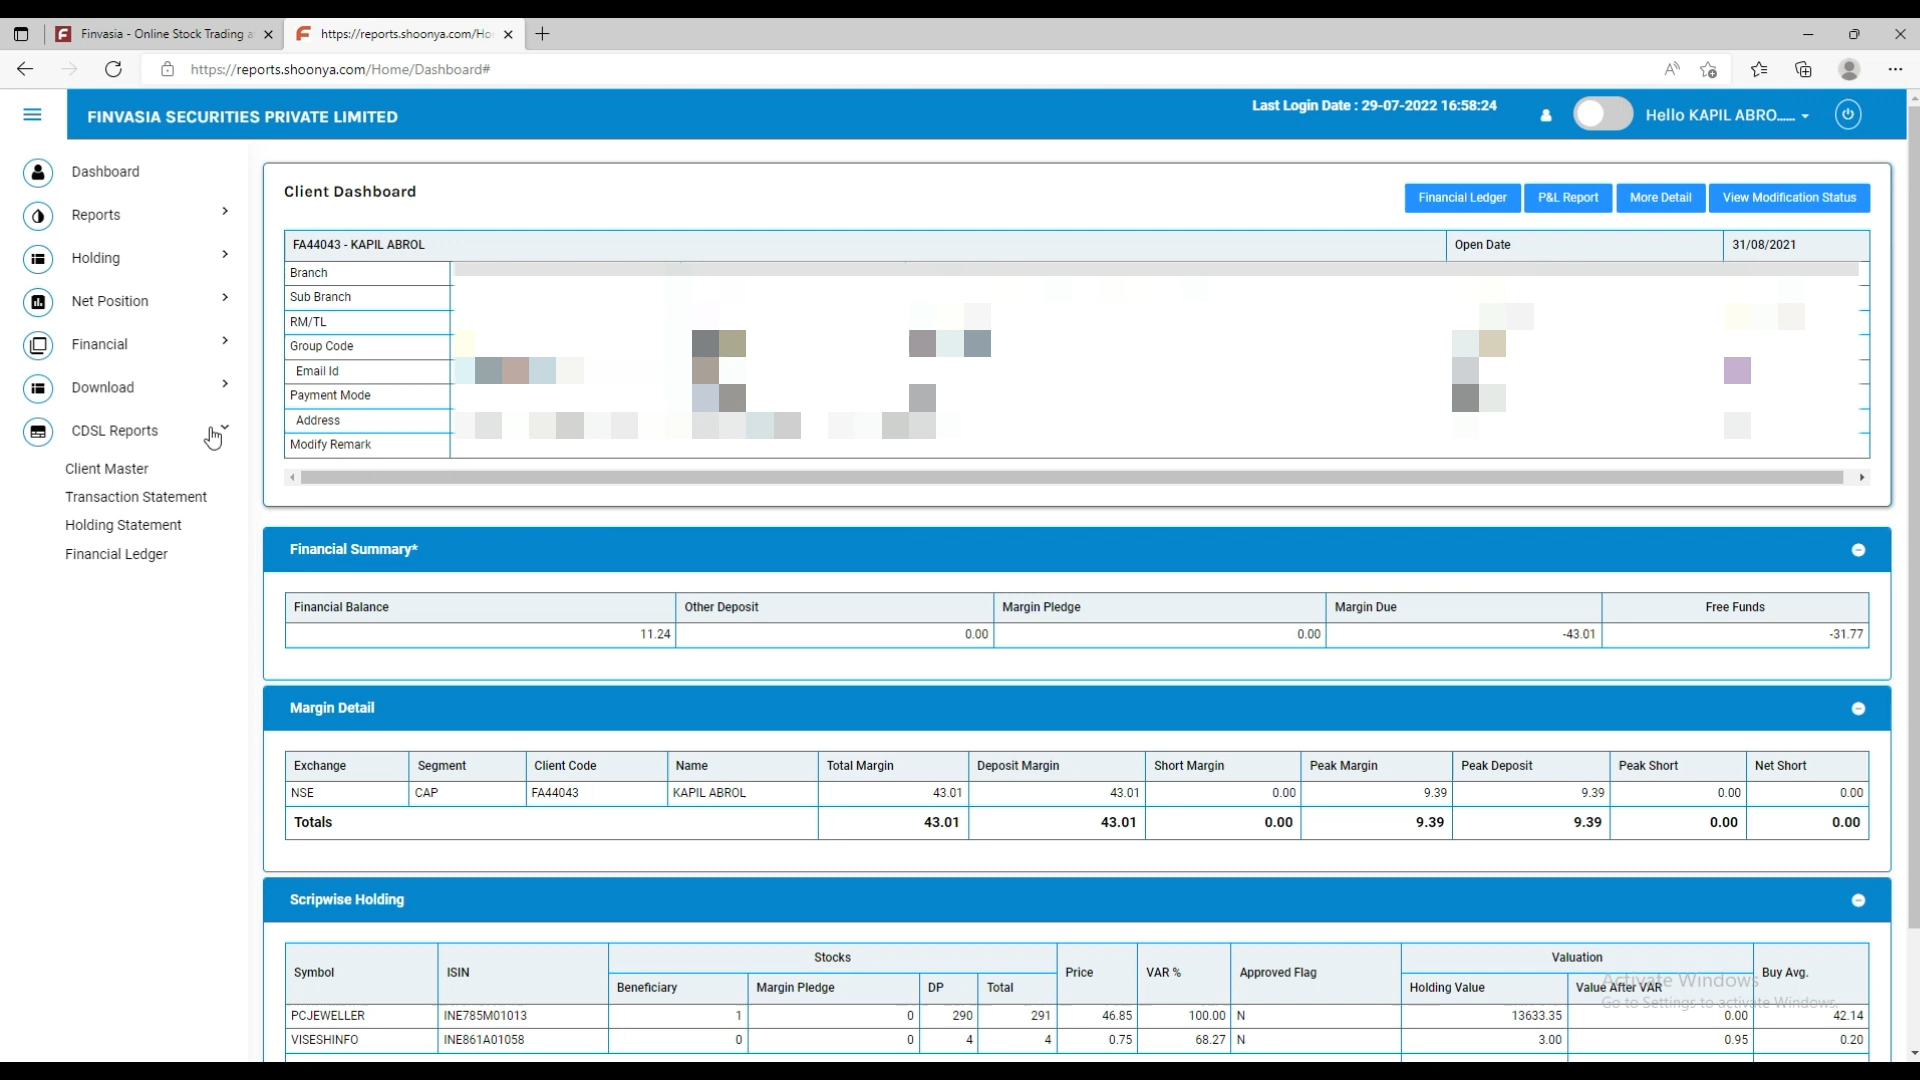 Finvasia - Online Stock Trading a
https://reports.shoonya.com/Ho
https://reports.shoonya.com/Home/Dashboard#
FINVASIA SECURITIES PRIVATE LIMITED
Last Login Date : 29-07-2022 16:58:24
Hello KAPIL ABRO......
Dashboard
Reports
Holding
Net Position
Financial
Download
CDSL Reports
Client Master
Transaction Statement
Holding Statement
Financial Ledger
Client Dashboard
Financial Ledger P&L Report More Detail View Modification Status
FA44043 - KAPIL ABROL Open Date 31/08/2021
Branch
Sub Branch
RM/TL
Group Code
Email Id
Payment Mode
Address
Modify Remark
Financial Summary*
Financial Balance Other Deposit Margin Pledge Margin Due Free Funds
11.24 0.00 0.00 -43.01 -31.77
Margin Detail
Exchange Segment Client Code Name Total Margin Deposit Margin Short Margin Peak Margin Peak Deposit Peak Short Net Short
NSE CAP FA44043 KAPIL ABROL 43.01 43.01 0.00 9.39 9.39 0.00 0.00
Totals 43.01 43.01 0.00 9.39 9.39 0.00 0.00
Scripwise Holding
Symbol ISIN Stocks Price VAR % Approved Flag Valuation Buy Avg.
Beneficiary Margin Pledge DP Total Holding Value Value After VAR
PCJEWELLER INE785M01013 1 0 290 291 46.85 100.00 N 13633.35 0.00 42.14
VISESHINFO INE861A01058 0 0 4 4 0.75 68.27 N 3.00 0.95 0.20
Activate Windows
Go to Settings to activate Windows.